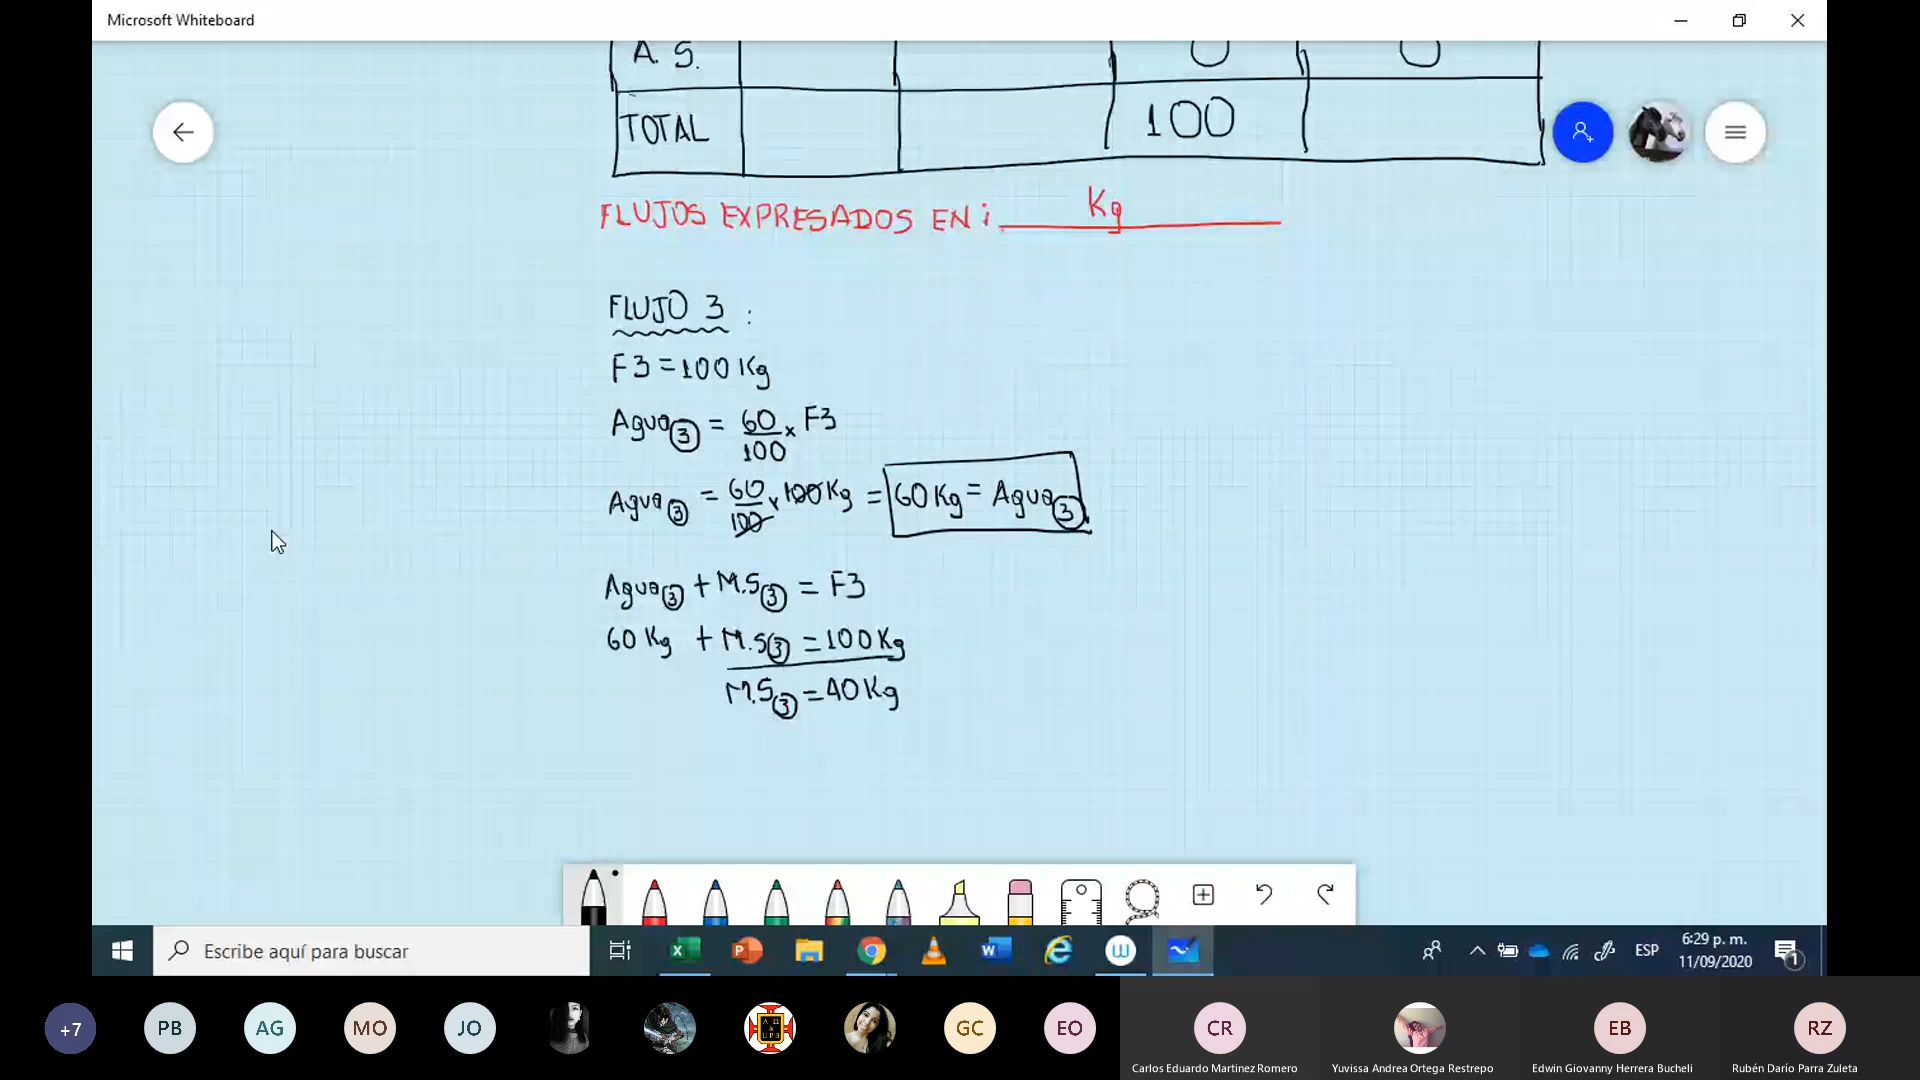 Microsoft Whiteboard
A. S. 0 0
TOTAL 100
FLUJOS EXPRESADOS EN: Kg
FLUJO 3 :
F3 = 100 Kg
Agua③ = 60/100 x F3
Agua③ = 60/100 x 100 Kg = 60 Kg = Agua③
Agua③ + M.S③ = F3
60 Kg + M.S③ = 100 Kg
M.S③ = 40 Kg
Escribe aquí para buscar
ESP
6:29 p. m.
11/09/2020
1
+7 PB AG MO JO GC EO CR EB RZ
Carlos Eduardo Martinez Romero Yuvissa Andrea Ortega Restrepo Edwin Giovanny Herrera Bucheli Rubén Darío Parra Zuleta